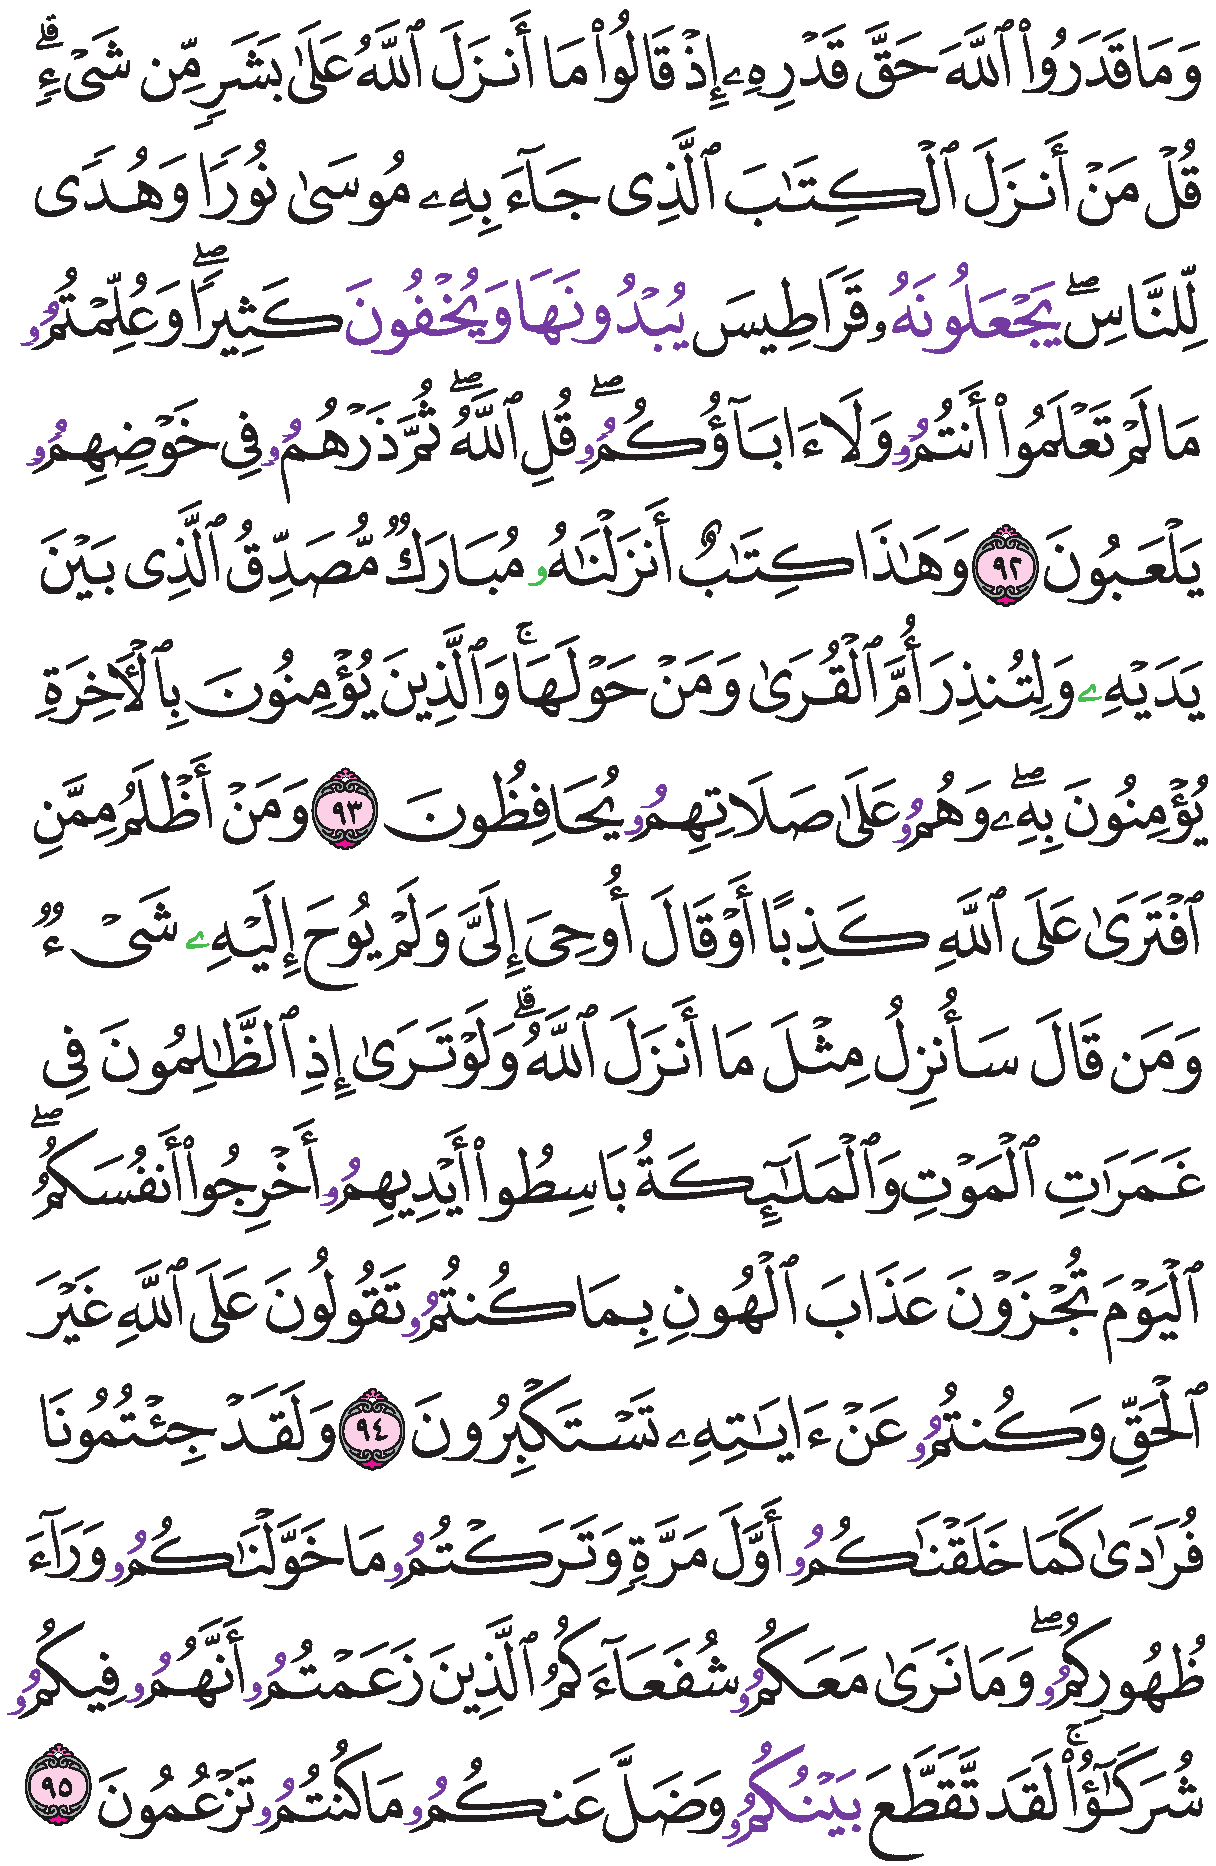 وَمَا قَدَرُواْ ٱللَّهَ حَقَّ قَدْرِهِۦ إِذْ قَالُواْ مَا أَنزَلَ ٱللَّهُ عَلَىٰ بَشَرٍ مِّن شَىْءٍ ۗ
قُلْ مَنْ أَنزَلَ ٱلْكِتَـٰبَ ٱلَّذِى جَآءَ بِهِۦ مُوسَىٰ نُورًا وَهُدًى
لِّلنَّاسِ ۖ يَجْعَلُونَهُۥ قَرَاطِيسَ يُبْدُونَهَا وَيُخْفُونَ كَثِيرًا ۖ وَعُلِّمْتُمُۥ
مَا لَمْ تَعْلَمُواْ أَنتُمُۥ وَلَا ءَابَآؤُكُمُۥ ۖ قُلِ ٱللَّهُ ۖ ثُمَّ ذَرْهُمُۥ فِى خَوْضِهِمُۥ
يَلْعَبُونَ ٩٢ وَهَـٰذَا كِتَـٰبٌ أَنزَلْنَـٰهُۥ مُبَارَكٌ مُّصَدِّقُ ٱلَّذِى بَيْنَ
يَدَيْهِۦ وَلِتُنذِرَ أُمَّ ٱلْقُرَىٰ وَمَنْ حَوْلَهَا ۚ وَٱلَّذِينَ يُؤْمِنُونَ بِٱلْأَخِرَةِ
يُؤْمِنُونَ بِهِۦ ۖ وَهُمُۥ عَلَىٰ صَلَاتِهِمُۥ يُحَافِظُونَ ٩٣ وَمَنْ أَظْلَمُ مِمَّنِ
ٱفْتَرَىٰ عَلَى ٱللَّهِ كَذِبًا أَوْ قَالَ أُوحِىَ إِلَىَّ وَلَمْ يُوحَ إِلَيْهِۦ شَىْءٌ
وَمَن قَالَ سَأُنزِلُ مِثْلَ مَا أَنزَلَ ٱللَّهُ ۗ وَلَوْ تَرَىٰ إِذِ ٱلظَّـٰلِمُونَ فِى
غَمَرَٰتِ ٱلْمَوْتِ وَٱلْمَلَـٰٓئِكَةُ بَاسِطُواْ أَيْدِيهِمُۥ أَخْرِجُواْ أَنفُسَكُمُ ۖ
ٱلْيَوْمَ تُجْزَوْنَ عَذَابَ ٱلْهُونِ بِمَا كُنتُمُۥ تَقُولُونَ عَلَى ٱللَّهِ غَيْرَ
ٱلْحَقِّ وَكُنتُمُۥ عَنْ ءَايَـٰتِهِۦ تَسْتَكْبِرُونَ ٩٤ وَلَقَدْ جِئْتُمُونَا
فُرَٰدَىٰ كَمَا خَلَقْنَـٰكُمُۥ أَوَّلَ مَرَّةٍ وَتَرَكْتُمُۥ مَا خَوَّلْنَـٰكُمُۥ وَرَآءَ
ظُهُورِكُمُۥ ۖ وَمَا نَرَىٰ مَعَكُمُۥ شُفَعَآءَكُمُ ٱلَّذِينَ زَعَمْتُمُۥ أَنَّهُمُۥ فِيكُمُۥ
شُرَكَـٰٓؤُاْ ۚ لَقَد تَّقَطَّعَ بَيْنُكُمُۥ وَضَلَّ عَنكُمُۥ مَا كُنتُمُۥ تَزْعُمُونَ ٩٥